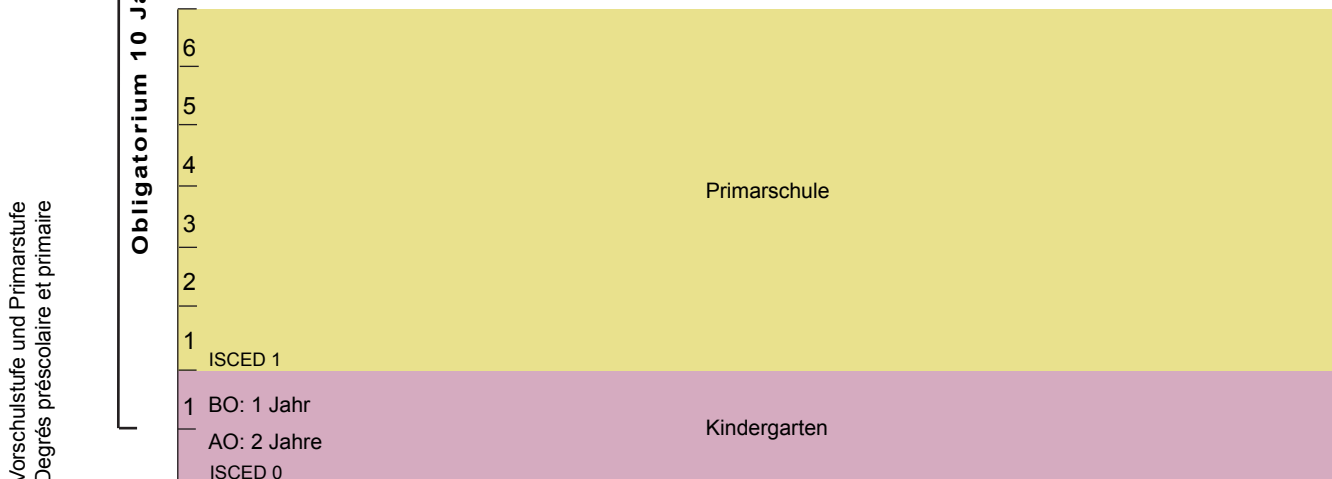 Vorschulstufe und Primarstufe
Degrés préscolaire et primaire
Obligatorium 10
6
5
4
3
2
1
ISCED 1
Primarschule
1
BO: 1 Jahr
AO: 2 Jahre
ISCED 0
Kindergarten